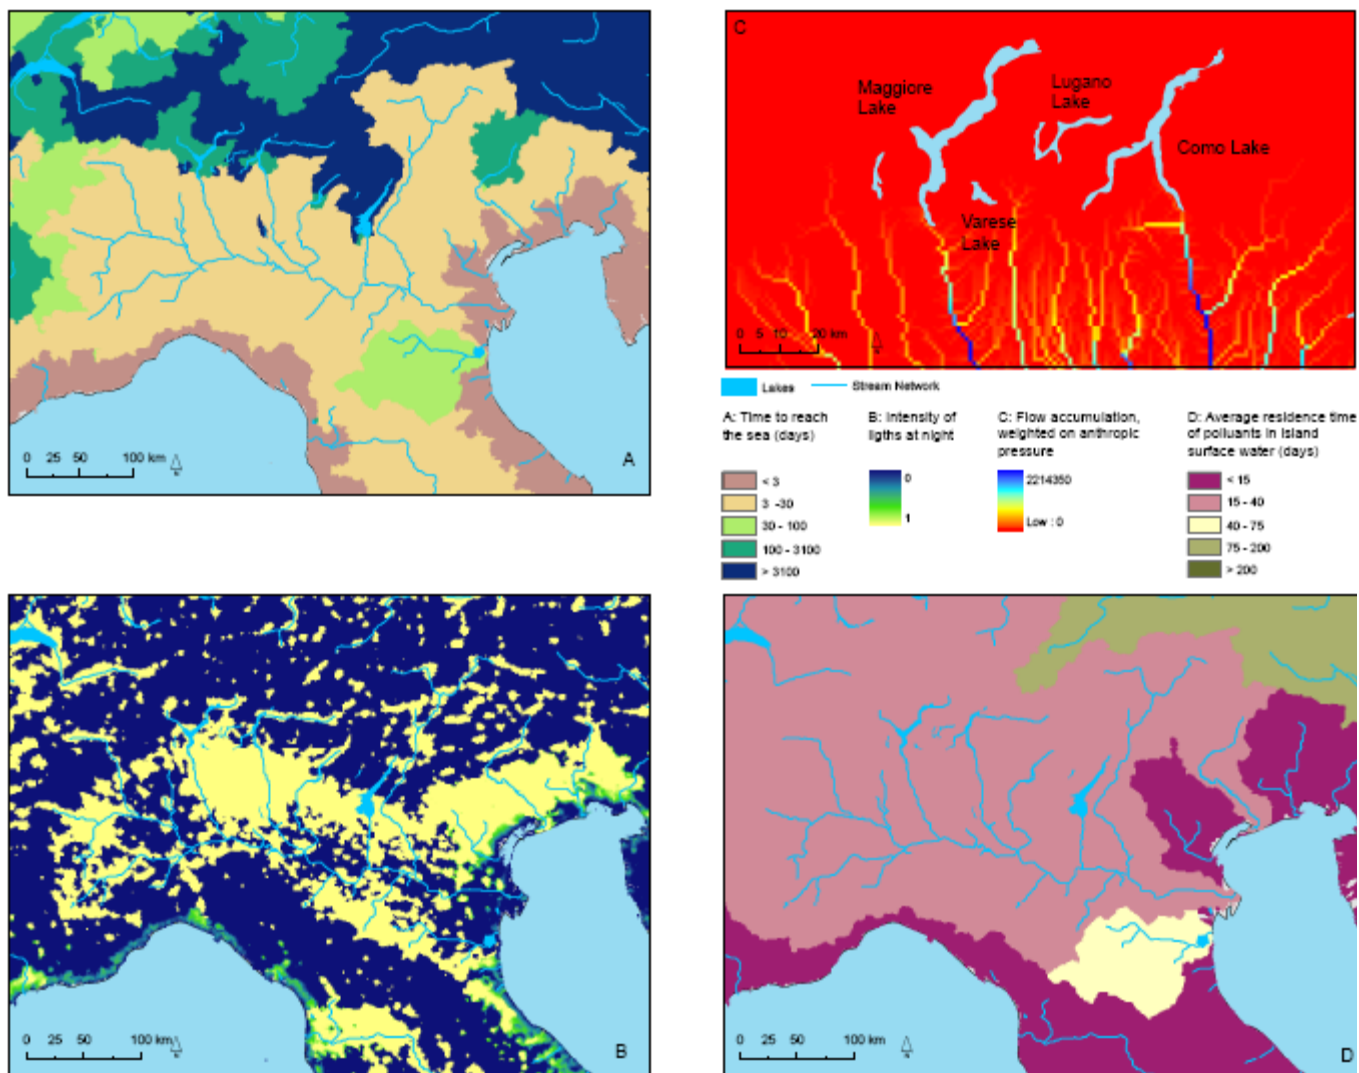 C
Maggiore
Lake
Lugano
Lake
Como Lake
Varese
Lake
0 5 10 20 km
N
0 25 50 100 km
N
A
Lakes
Stream Network
A: Time to reach
the sea (days)
< 3
3 -30
30 - 100
100 - 3100
> 3100
B: Intensity of
ligths at night
0
1
C: Flow accumulation,
weighted on anthropic
pressure
2214350
Low : 0
D: Average residence time
of polluants in island
surface water (days)
< 15
15 - 40
40 - 75
75 - 200
> 200
0 25 50 100 km
N
B
0 25 50 100 km
N
D